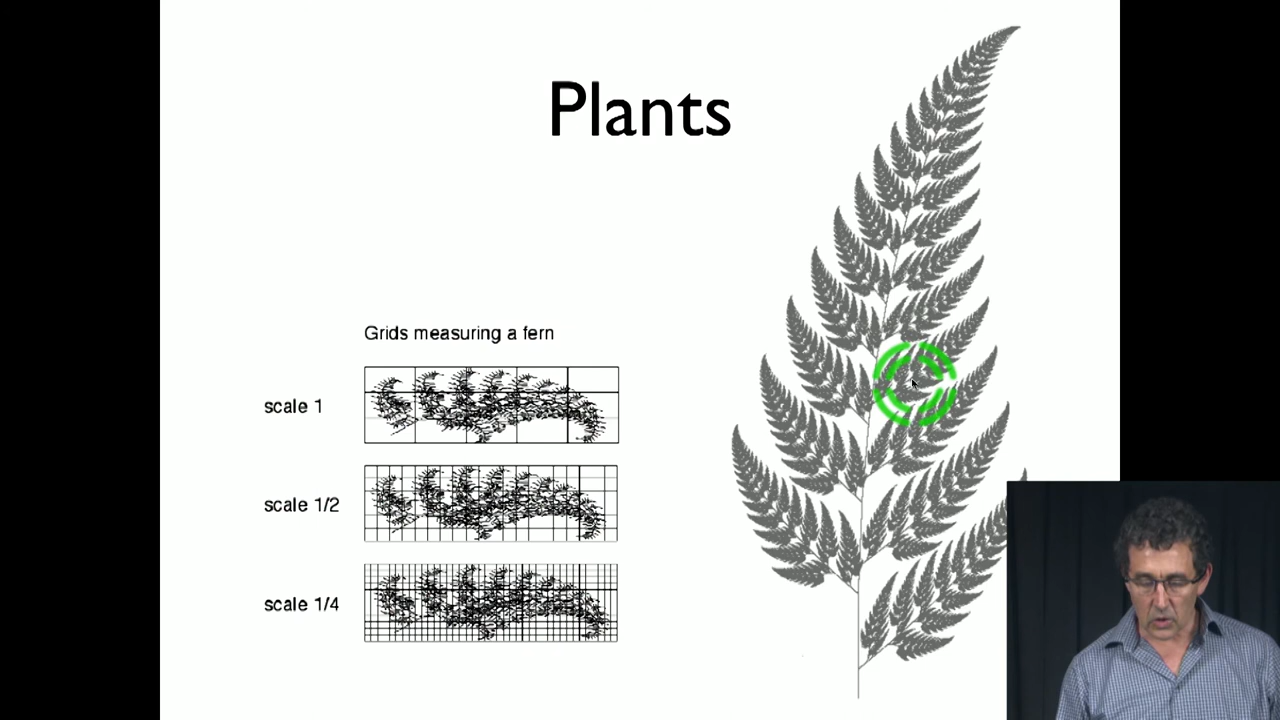 Plants
Grids measuring a fern
scale 1
scale 1/2
scale 1/4